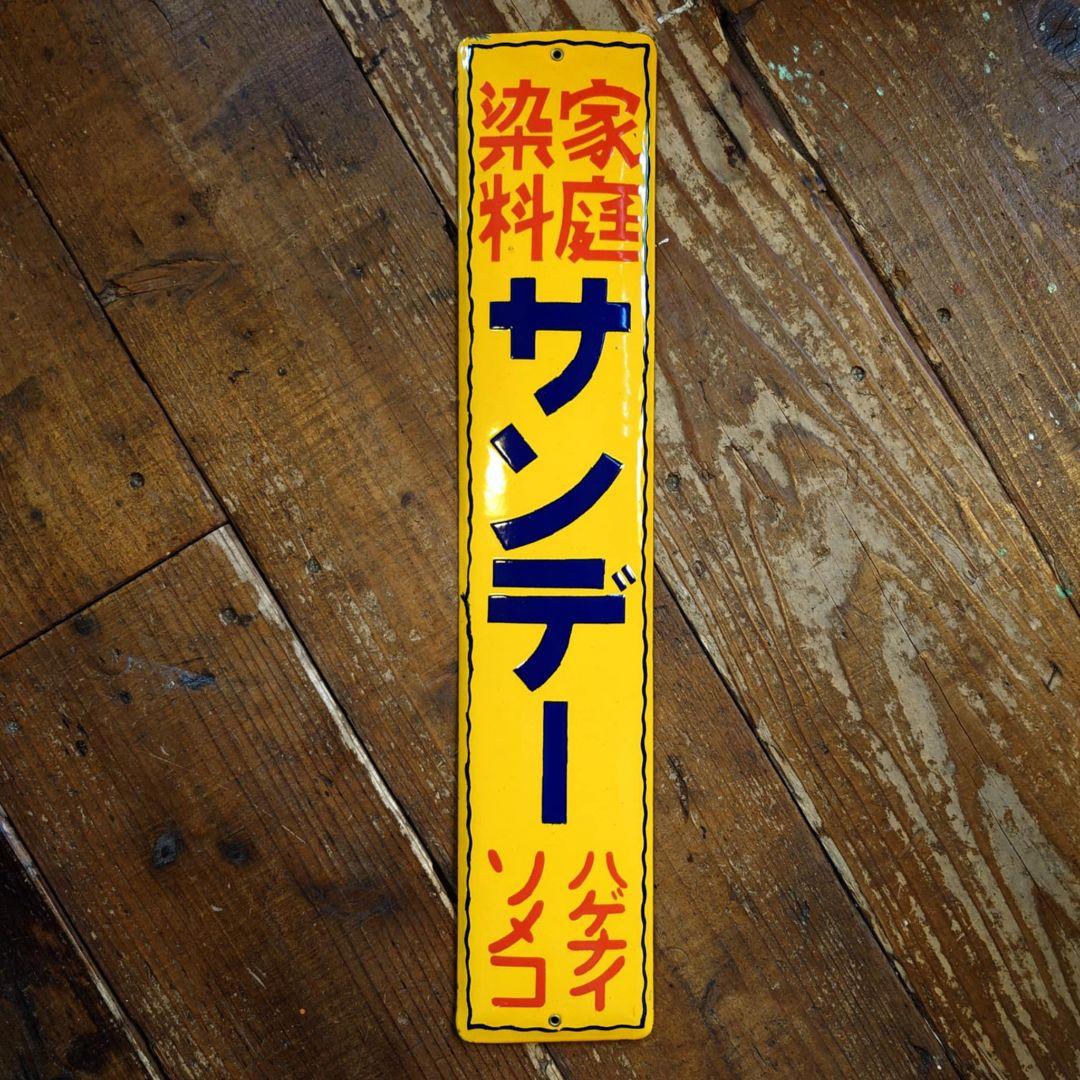 家庭
染料
サンデー
ハゲナイ
ソメコ